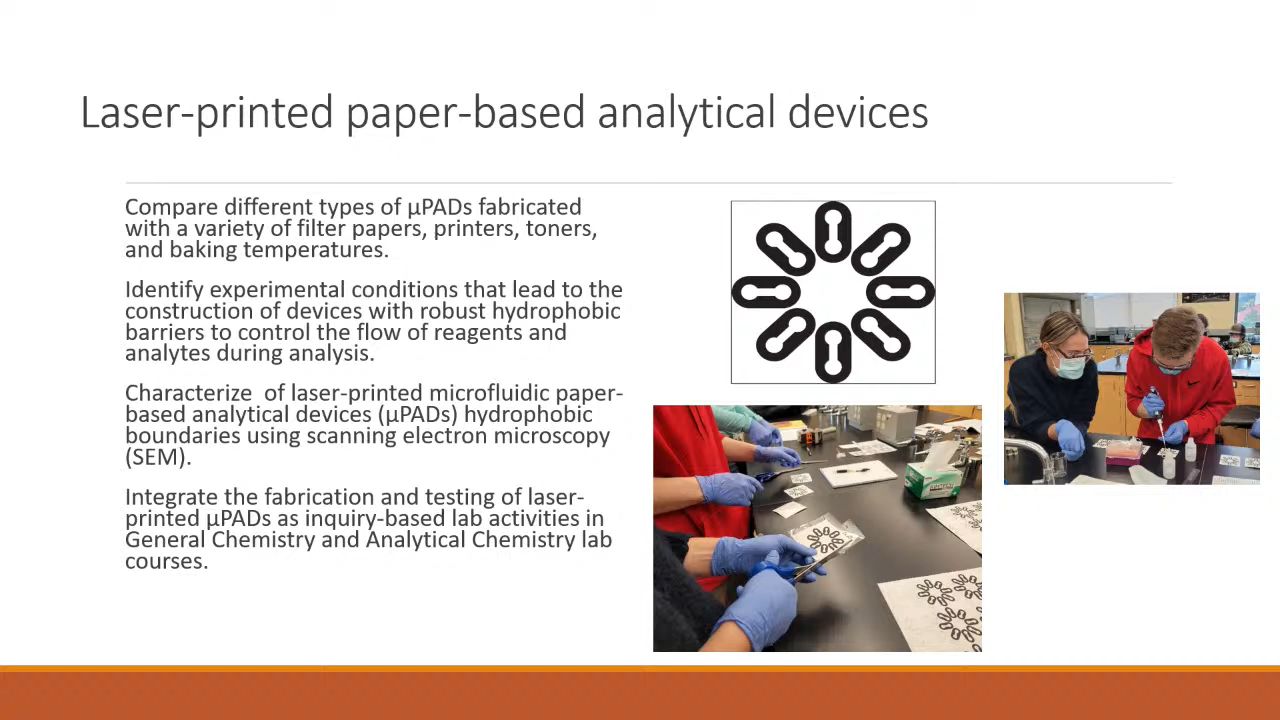 Laser-printed paper-based analytical devices
Compare different types of µPADs fabricated
with a variety of filter papers, printers, toners,
and baking temperatures.
Identify experimental conditions that lead to the
construction of devices with robust hydrophobic
barriers to control the flow of reagents and
analytes during analysis.
Characterize  of laser-printed microfluidic paper-
based analytical devices (µPADs) hydrophobic
boundaries using scanning electron microscopy
(SEM).
Integrate the fabrication and testing of laser-
printed µPADs as inquiry-based lab activities in
General Chemistry and Analytical Chemistry lab
courses.